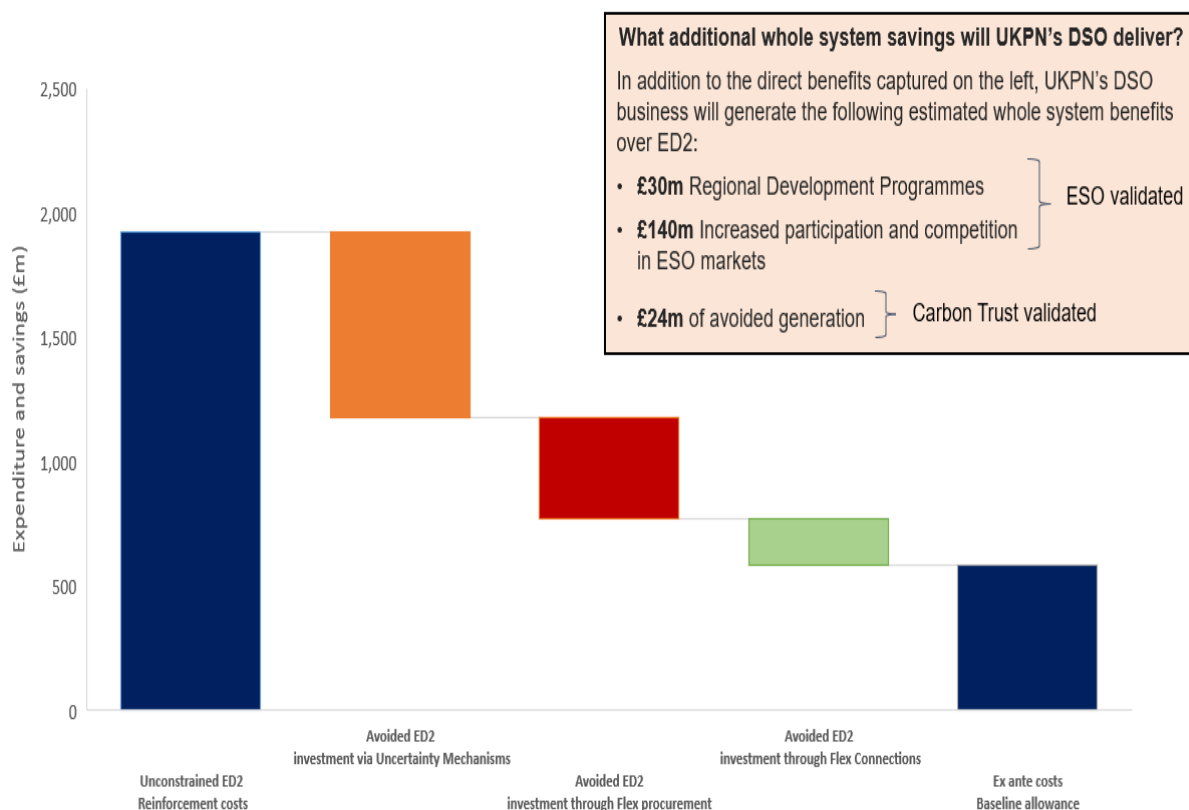 What additional whole system savings will UKPN's DSO deliver?
In addition to the direct benefits captured on the left, UKPN's DSO
business will generate the following estimated whole system benefits
over ED2:
• £30m Regional Development Programmes
• £140m Increased participation and competition
in ESO markets
ESO validated
• £24m of avoided generation
Carbon Trust validated
Expenditure and savings (£m)
2,500
2,000
1,500
1,000
500
0
Unconstrained ED2
Reinforcement costs
Avoided ED2
investment via Uncertainty Mechanisms
Avoided ED2
investment through Flex procurement
Avoided ED2
investment through Flex Connections
Ex ante costs
Baseline allowance